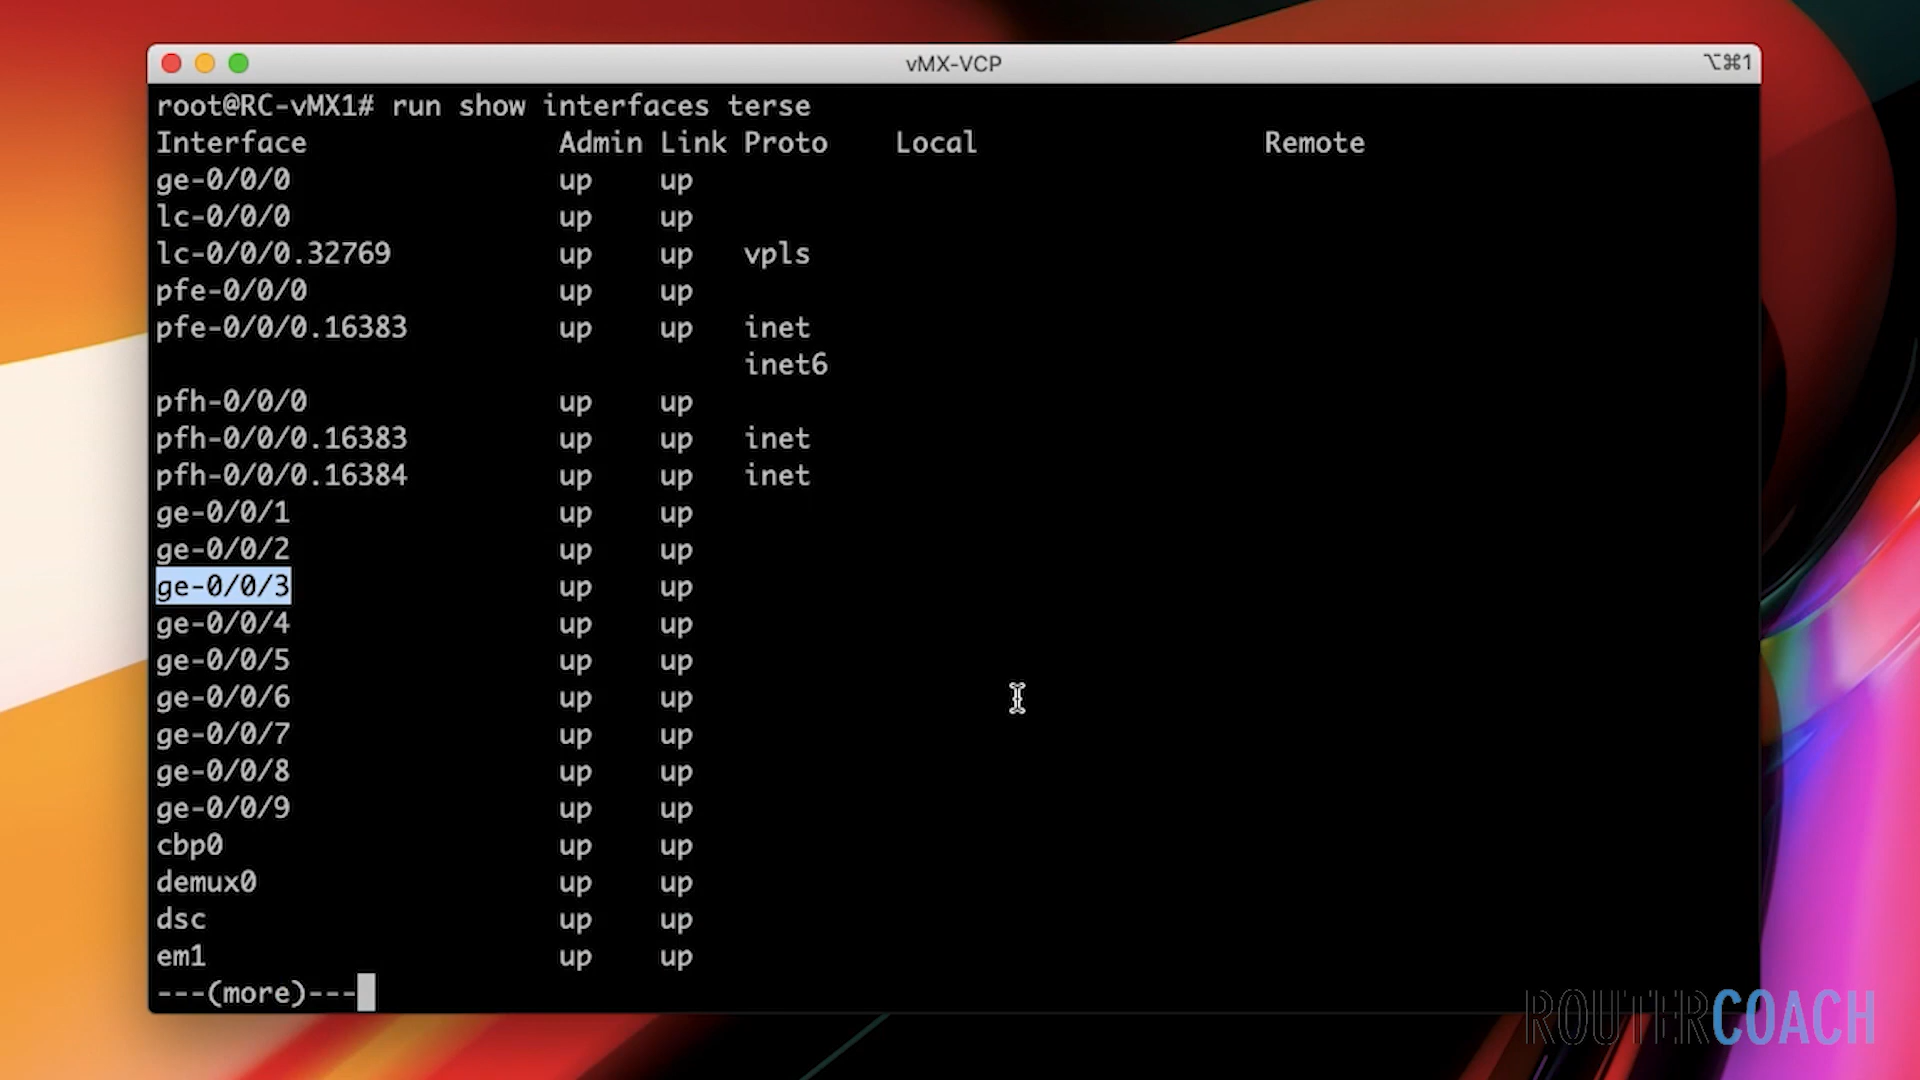 vMX-VCP
⌥⌘1
root@RC-vMX1# run show interfaces terse
Interface Admin Link Proto Local Remote
ge-0/0/0 up up
lc-0/0/0 up up
lc-0/0/0.32769 up up vpls
pfe-0/0/0 up up
pfe-0/0/0.16383 up up inet
inet6
pfh-0/0/0 up up
pfh-0/0/0.16383 up up inet
pfh-0/0/0.16384 up up inet
ge-0/0/1 up up
ge-0/0/2 up up
ge-0/0/3 up up
ge-0/0/4 up up
ge-0/0/5 up up
ge-0/0/6 up up
ge-0/0/7 up up
ge-0/0/8 up up
ge-0/0/9 up up
cbp0 up up
demux0 up up
dsc up up
em1 up up
---(more)---
ROUTERCOACH